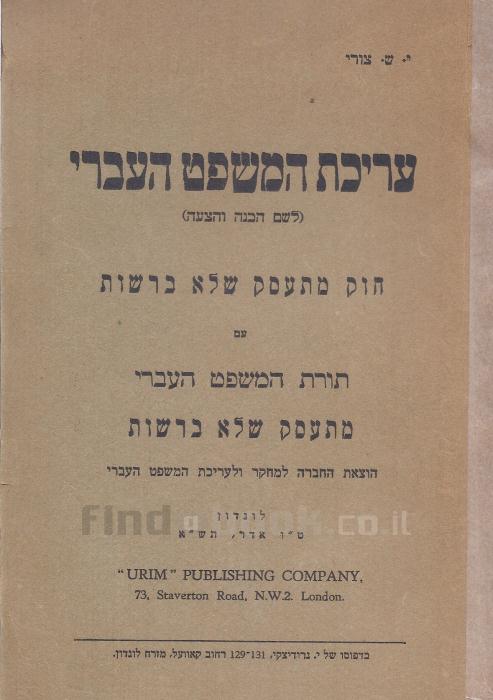 י. ש. צורי
עריכת המשפט העברי
(לשם הכנה והצעה)
חוק מתעסק שלא ברשות
עם
תורת המשפט העברי
מתעסק שלא ברשות
הוצאת החברה למחקר ולעריכת המשפט העברי
לונדון
ט"ו אדר, תש"א
"URIM" PUBLISHING COMPANY,
73, Staverton Road, N.W.2. London.
בדפוסו של י. נרודיצקי, 131־129 רחוב קאוועל, מזרח לונדון.